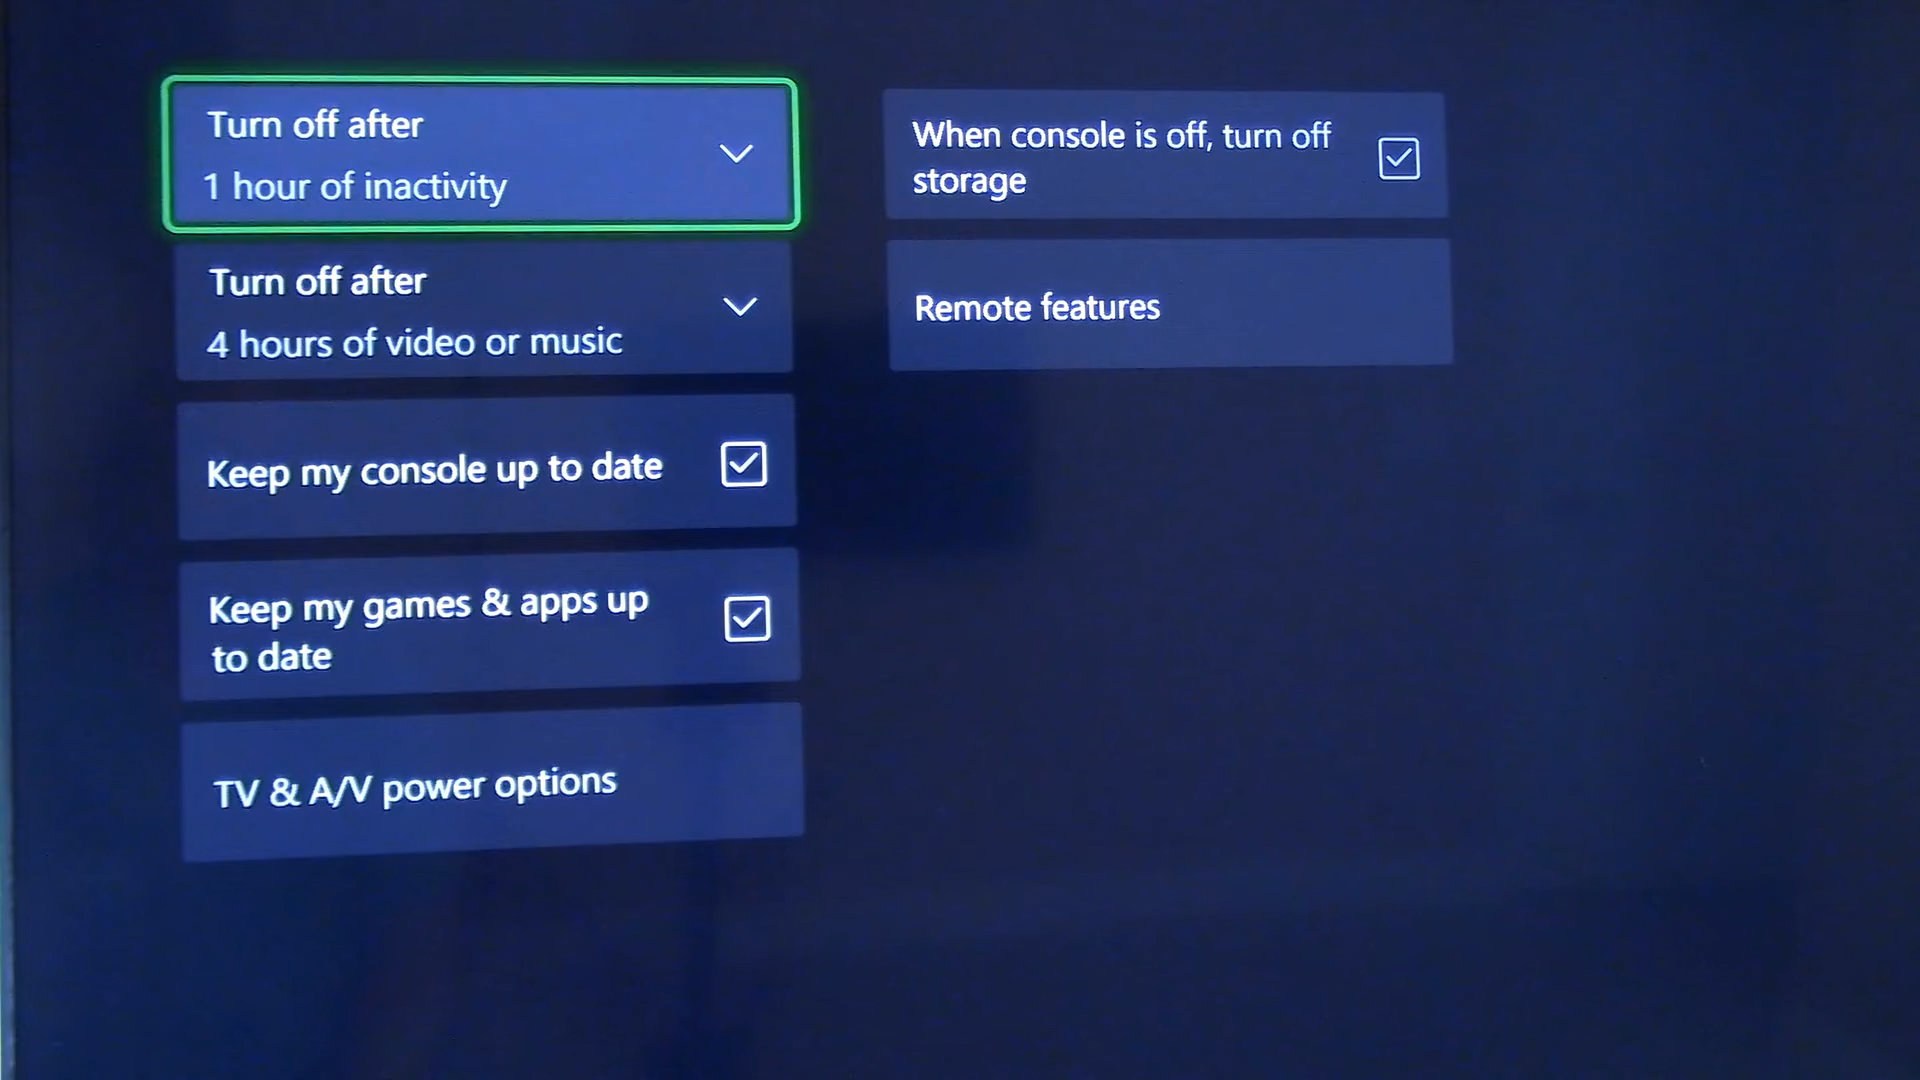 Turn off after
1 hour of inactivity
Turn off after
4 hours of video or music
Keep my console up to date
Keep my games & apps up
to date
TV & A/V power options
When console is off, turn off
storage
Remote features